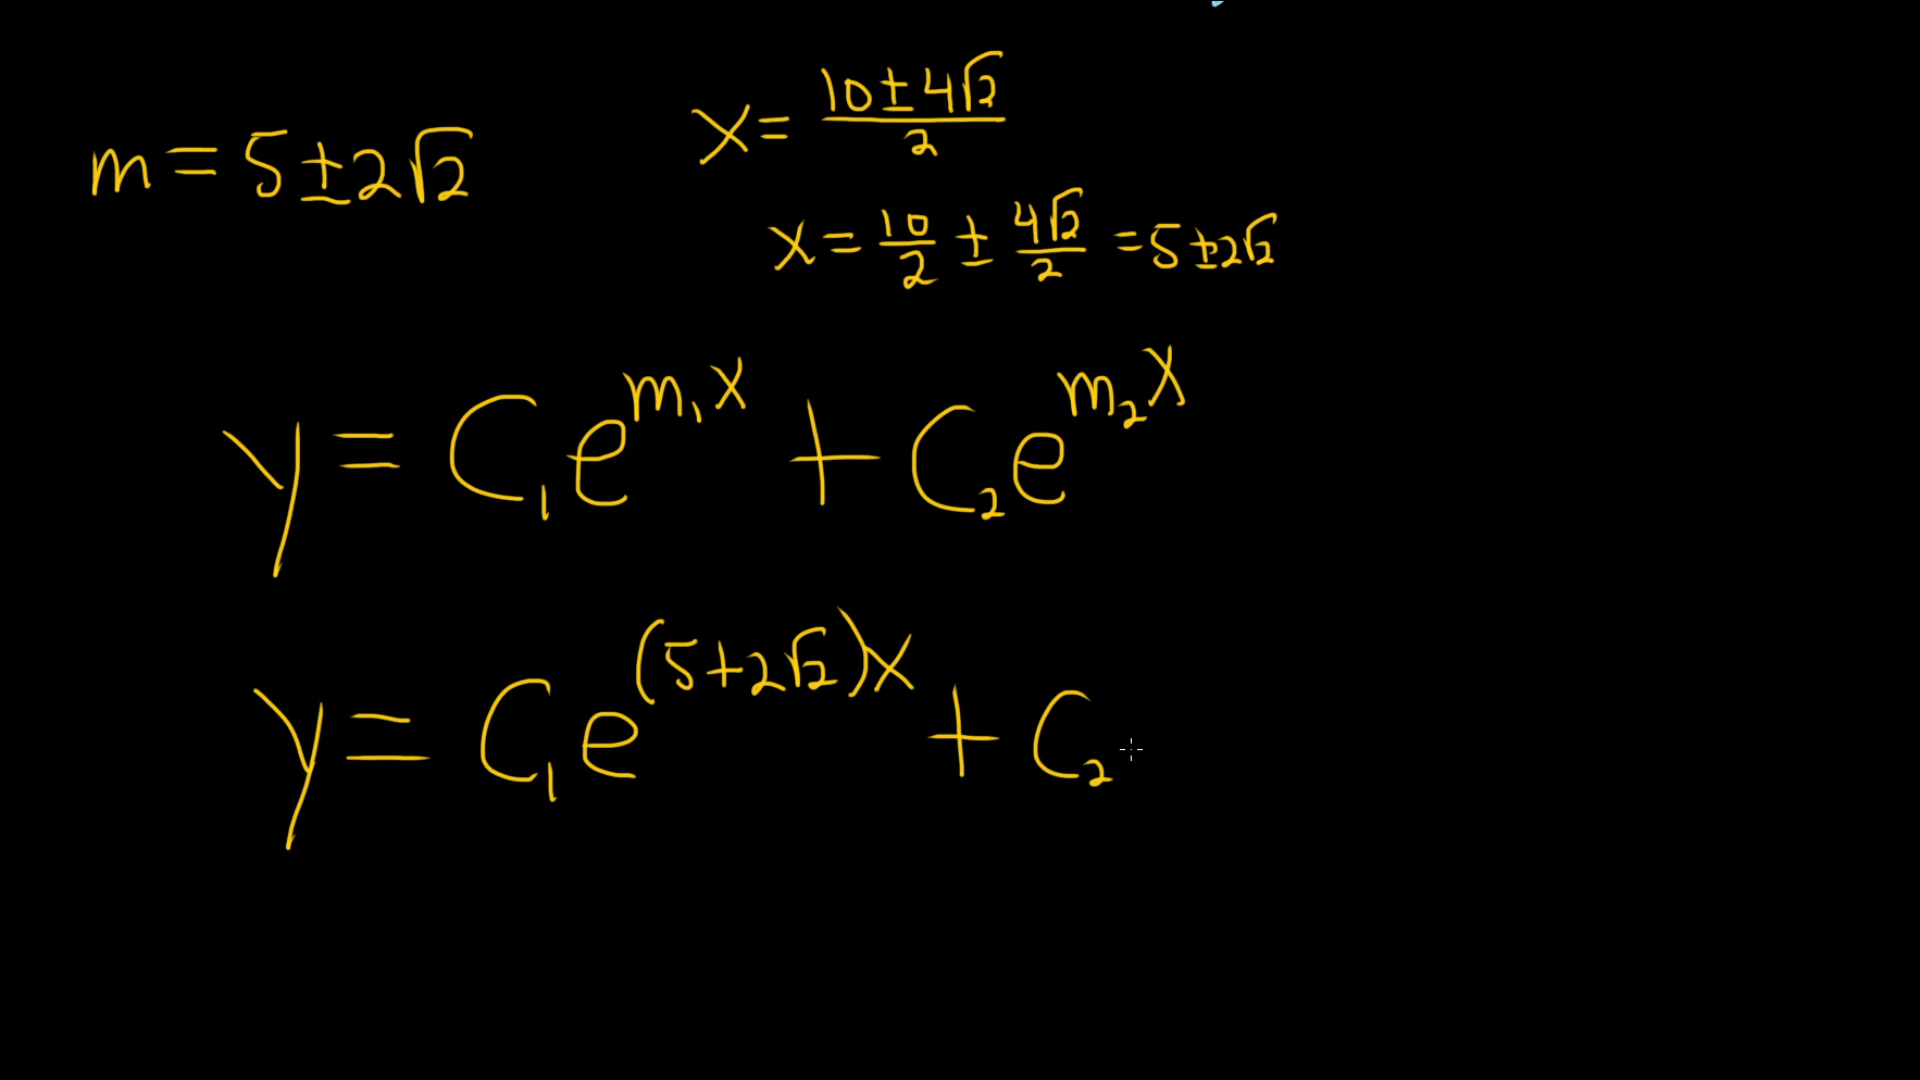 x = (10 ± 4√2)/2
m = 5 ± 2√2
x = 10/2 ± 4√2/2 = 5 ± 2√2
y = C₁e^(m₁x) + C₂e^(m₂x)
y = C₁e^((5+2√2)x) + C₂